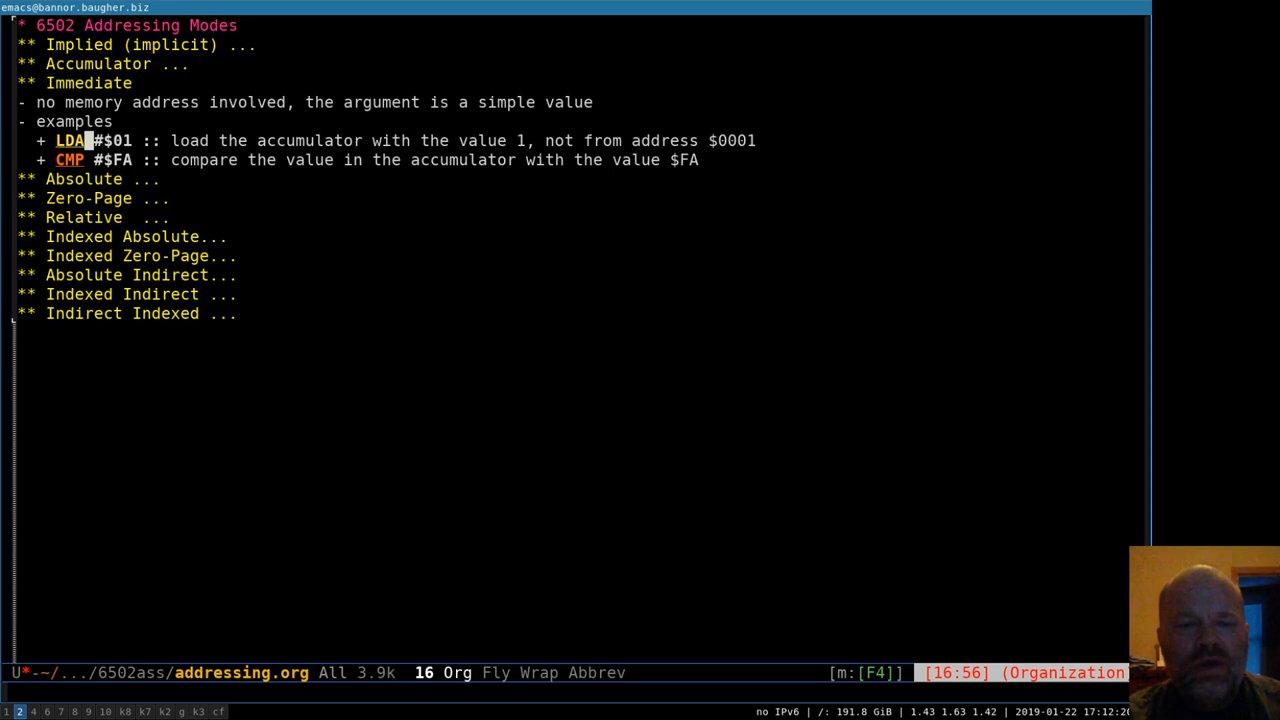 emacs@bannor.baugher.biz
* 6502 Addressing Modes
** Implied (implicit) ...
** Accumulator ...
** Immediate
- no memory address involved, the argument is a simple value
- examples
+ LDA #$01 :: load the accumulator with the value 1, not from address $0001
+ CMP #$FA :: compare the value in the accumulator with the value $FA
** Absolute ...
** Zero-Page ...
** Relative ...
** Indexed Absolute...
** Indexed Zero-Page...
** Absolute Indirect...
** Indexed Indirect ...
** Indirect Indexed ...
U*-~/.../6502ass/addressing.org All 3.9k 16 Org Fly Wrap Abbrev [m:[F4]] [16:56] (Organization
1 2 4 6 7 8 9 10 k8 k7 k2 g k3 cf no IPv6 | /: 191.8 GiB | 1.43 1.63 1.42 | 2019-01-22 17:12:20